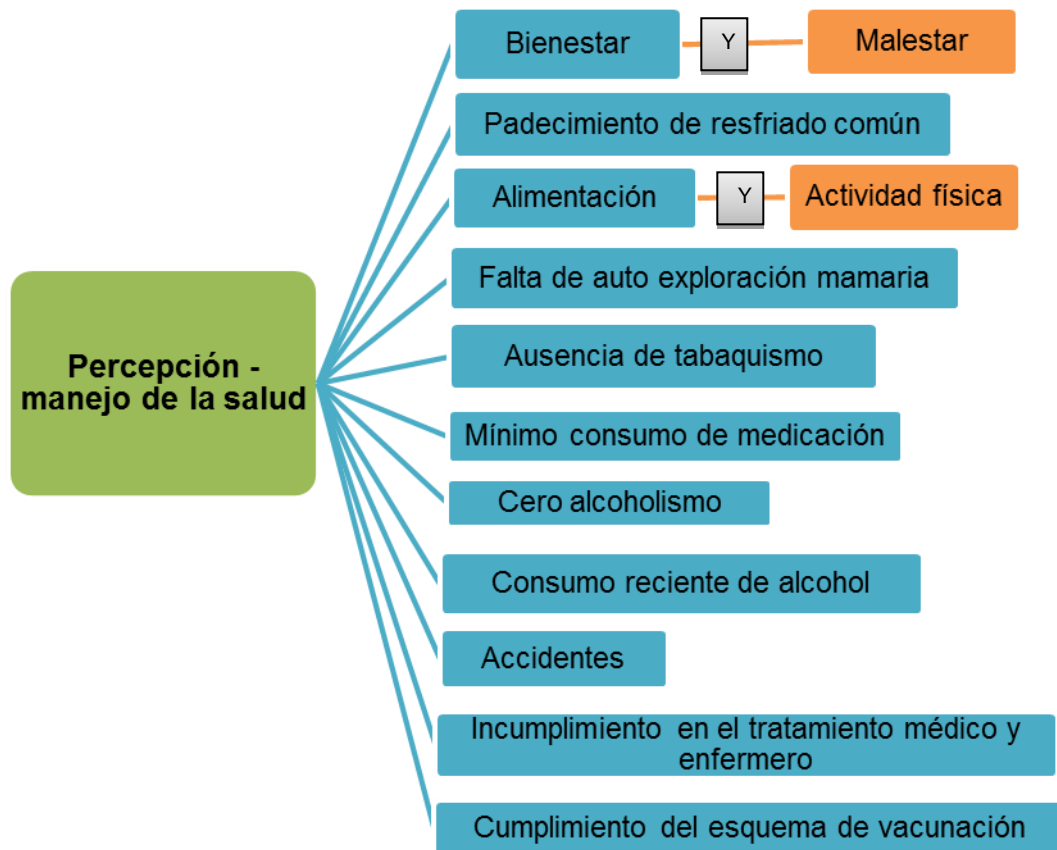 Bienestar
Y
Malestar
Padecimiento de resfriado común
Alimentación
Y
Actividad física
Falta de auto exploración mamaria
Percepción -
manejo de la salud
Ausencia de tabaquismo
Mínimo consumo de medicación
Cero alcoholismo
Consumo reciente de alcohol
Accidentes
Incumplimiento en el tratamiento médico y
enfermero
Cumplimiento del esquema de vacunación